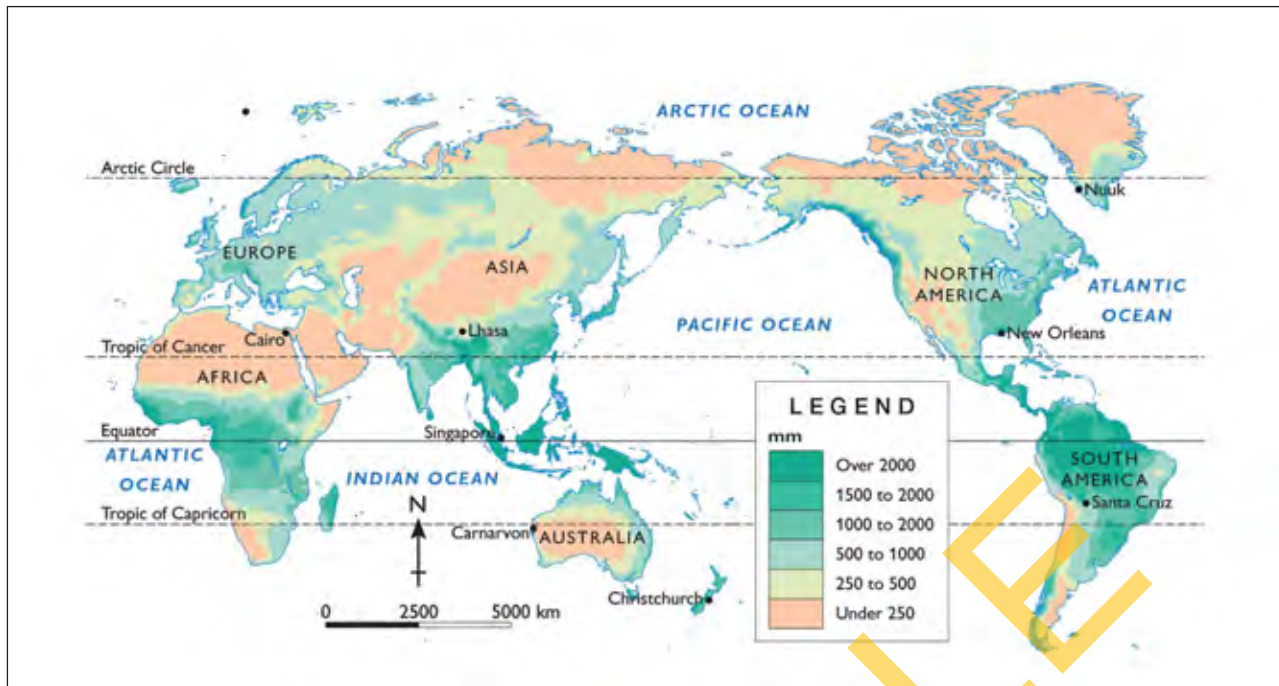 ARCTIC OCEAN
Arctic Circle
Nuuk
EUROPE
ASIA
NORTH
AMERICA
ATLANTIC
OCEAN
PACIFIC OCEAN
Cairo
Lhasa
New Orleans
Tropic of Cancer
AFRICA
Equator
Singapore
ATLANTIC
OCEAN
INDIAN OCEAN
SOUTH
AMERICA
Santa Cruz
Tropic of Capricorn
N
Carnarvon
AUSTRALIA
Christchurch
0 2500 5000 km
LEGEND
mm
Over 2000
1500 to 2000
1000 to 2000
500 to 1000
250 to 500
Under 250
LE